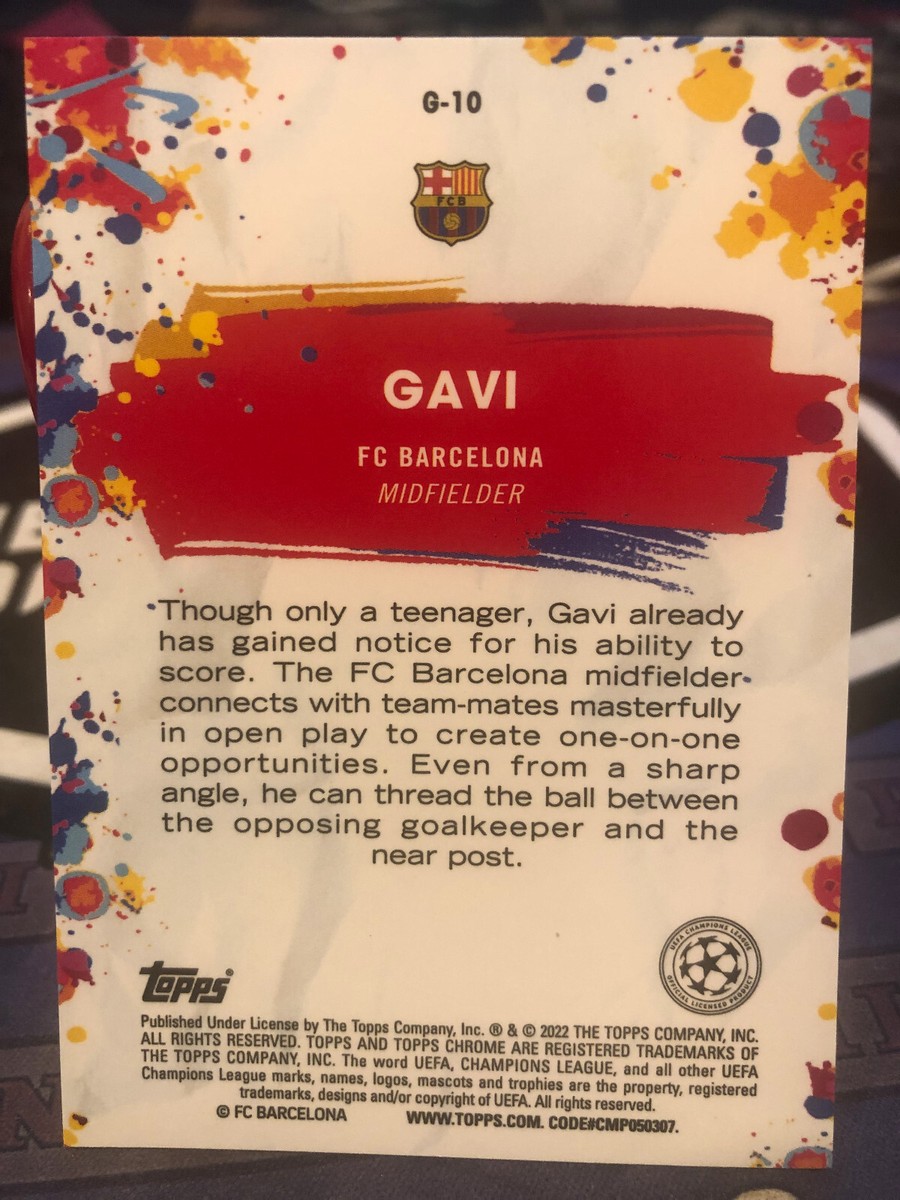 G-10
FCB
GAVI
FC BARCELONA
MIDFIELDER
Though only a teenager, Gavi already
has gained notice for his ability to
score. The FC Barcelona midfielder
connects with team-mates masterfully
in open play to create one-on-one
opportunities. Even from a sharp
angle, he can thread the ball between
the opposing goalkeeper and the
near post.
UEFA CHAMPIONS LEAGUE
OFFICIAL LICENSED PRODUCT
topps®
Published Under License by The Topps Company, Inc. ® & © 2022 THE TOPPS COMPANY, INC.
ALL RIGHTS RESERVED. TOPPS AND TOPPS CHROME ARE REGISTERED TRADEMARKS OF
THE TOPPS COMPANY, INC. The word UEFA, CHAMPIONS LEAGUE, and all other UEFA
Champions League marks, names, logos, mascots and trophies are the property, registered
trademarks, designs and/or copyright of UEFA. All rights reserved.
© FC BARCELONA WWW.TOPPS.COM. CODE#CMP050307.